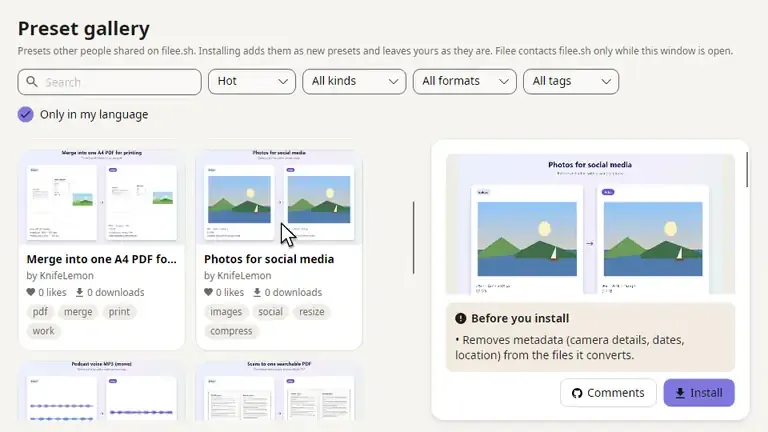 Preset gallery
Presets other people shared on filee.sh. Installing adds them as new presets and leaves yours as they are. Filee contacts filee.sh only while this window is open.
Search
Hot
All kinds
All formats
All tags
Only in my language
Merge into one A4 PDF for printing
Photos for social media
Merge into one A4 PDF fo...
by KnifeLemon
0 likes
0 downloads
pdf
merge
print
work
Photos for social media
by KnifeLemon
0 likes
0 downloads
images
social
resize
compress
Podcast voice MP3 (mono)
Scans to one searchable PDF
Photos for social media
Before you install
• Removes metadata (camera details, dates,
location) from the files it converts.
Comments
Install